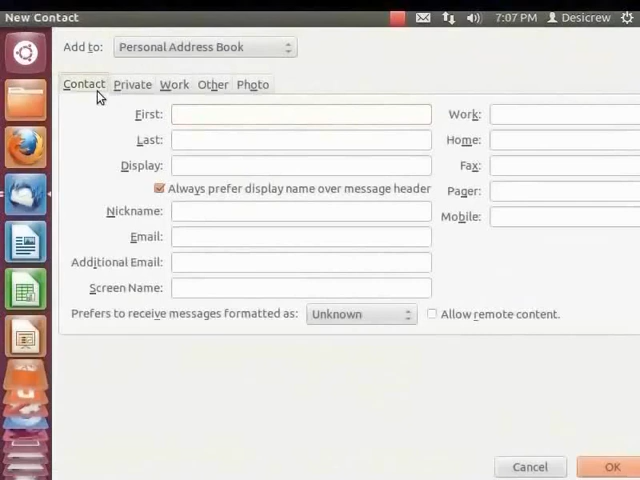 New Contact 7:07 PM Desicrew
Add to: Personal Address Book
Contact Private Work Other Photo
First: Work:
Last: Home:
Display: Fax:
Always prefer display name over message header Pager:
Nickname: Mobile:
Email:
Additional Email:
Screen Name:
Prefers to receive messages formatted as: Unknown Allow remote content.
Cancel OK